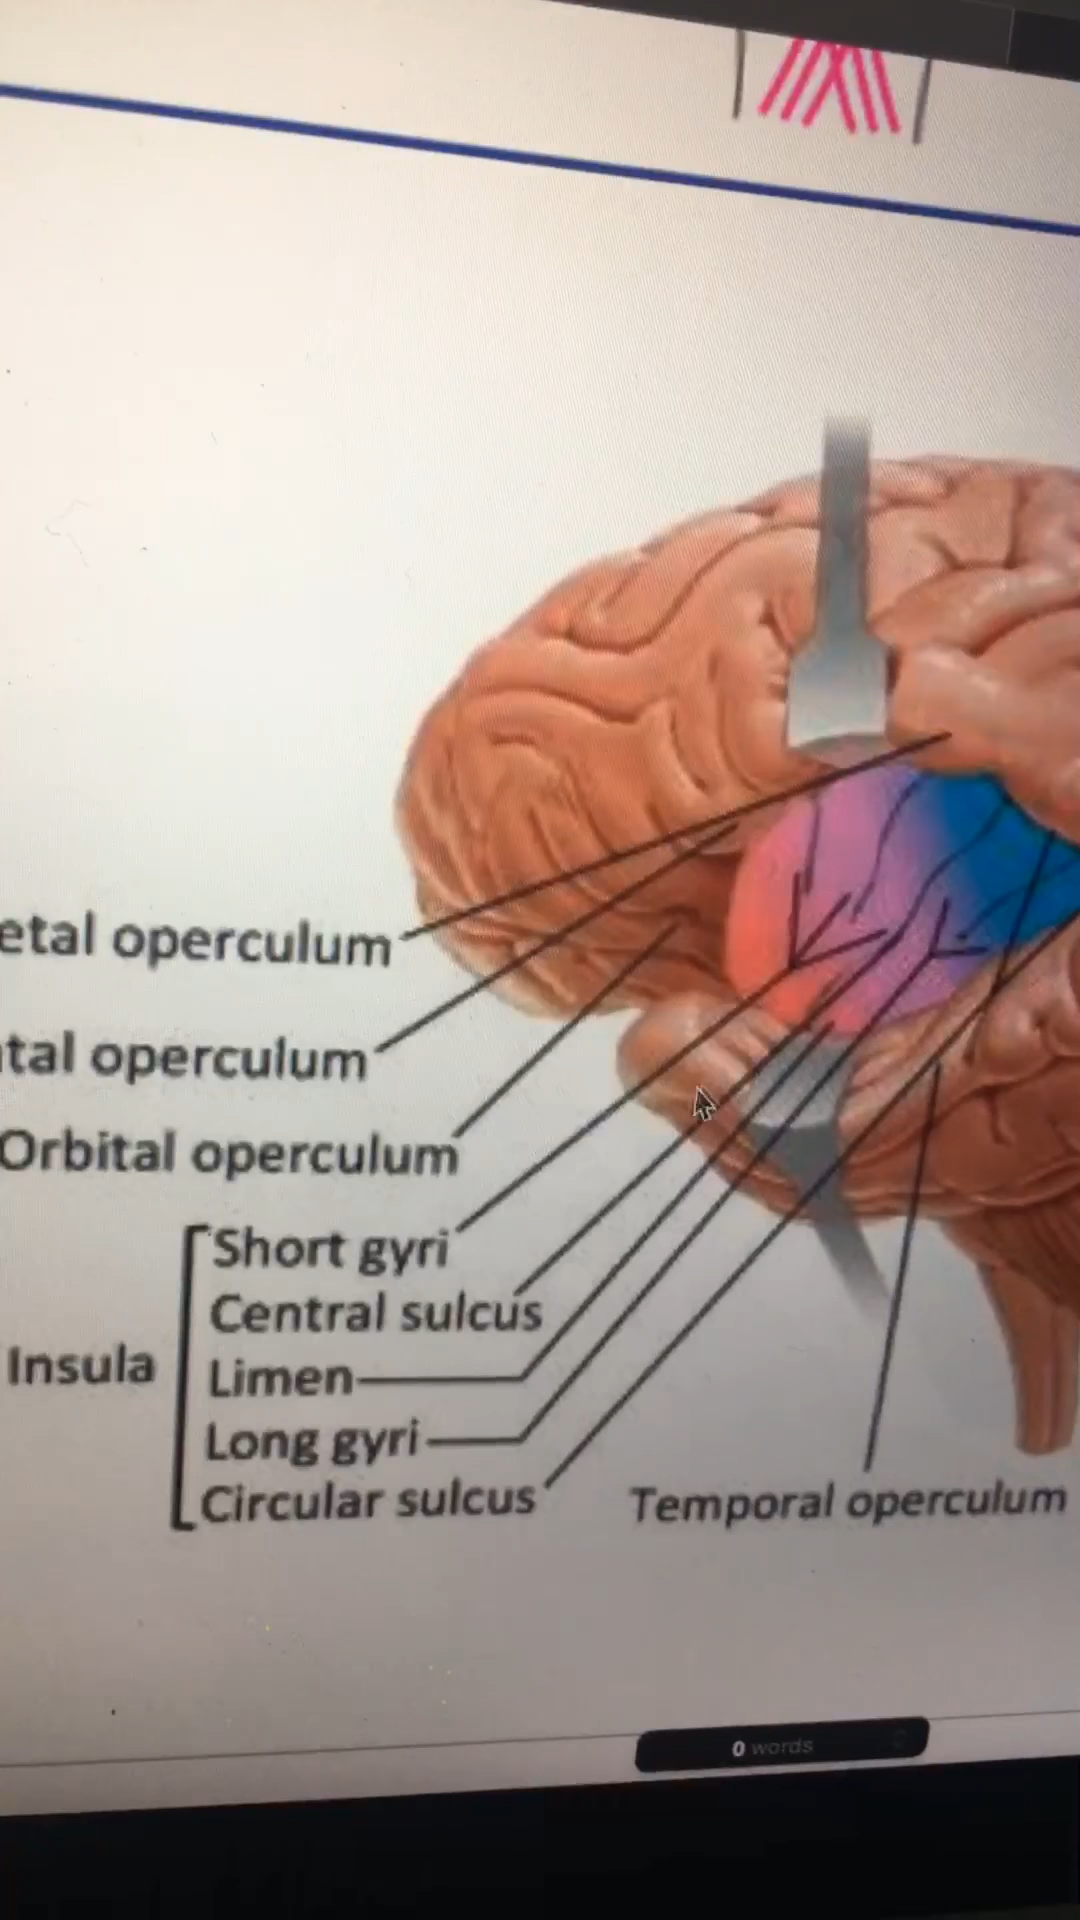 etal operculum
tal operculum
Orbital operculum
Short gyri
Central sulcus
Insula
Limen
Long gyri
Circular sulcus
Temporal operculum
0 words